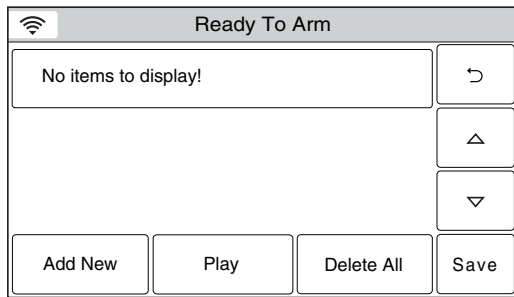 Ready To Arm
No items to display!
Add New
Play
Delete All
Save